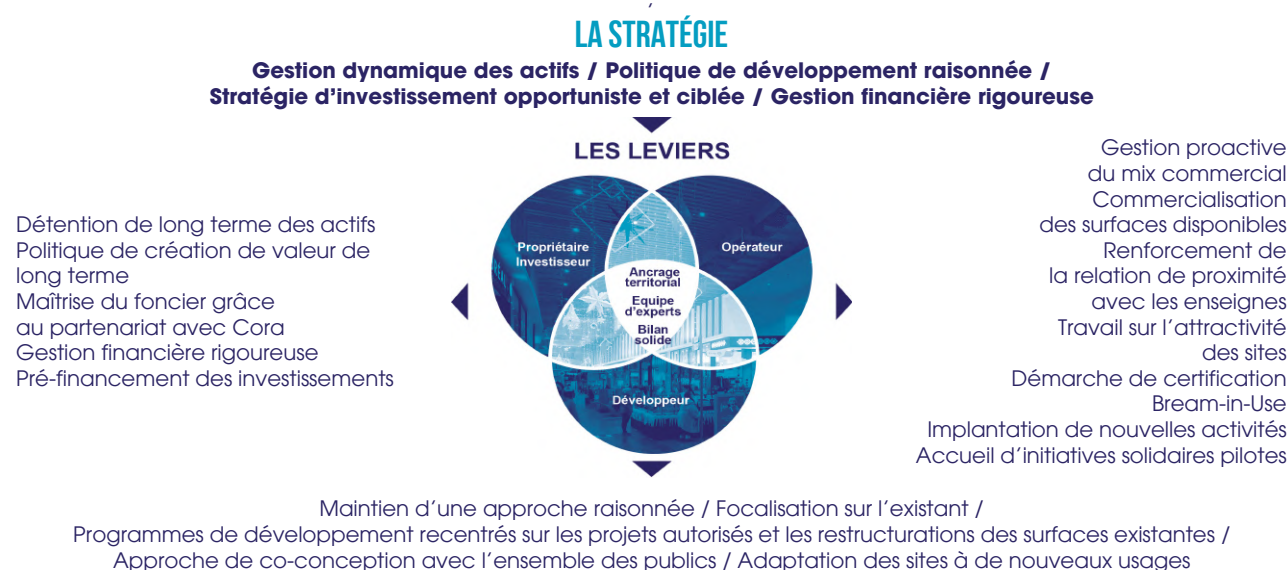 LA STRATÉGIE
Gestion dynamique des actifs / Politique de développement raisonnée /
Stratégie d'investissement opportuniste et ciblée / Gestion financière rigoureuse
LES LEVIERS
Détention de long terme des actifs
Politique de création de valeur de
long terme
Maîtrise du foncier grâce
au partenariat avec Cora
Gestion financière rigoureuse
Pré-financement des investissements
Propriétaire
Investisseur
Opérateur
Ancrage
territorial
Equipe
d'experts
Bilan
solide
Développeur
Gestion proactive
du mix commercial
Commercialisation
des surfaces disponibles
Renforcement de
la relation de proximité
avec les enseignes
Travail sur l'attractivité
des sites
Démarche de certification
Bream-in-Use
Implantation de nouvelles activités
Accueil d'initiatives solidaires pilotes
Maintien d'une approche raisonnée / Focalisation sur l'existant /
Programmes de développement recentrés sur les projets autorisés et les restructurations des surfaces existantes /
Approche de co-conception avec l'ensemble des publics / Adaptation des sites à de nouveaux usages